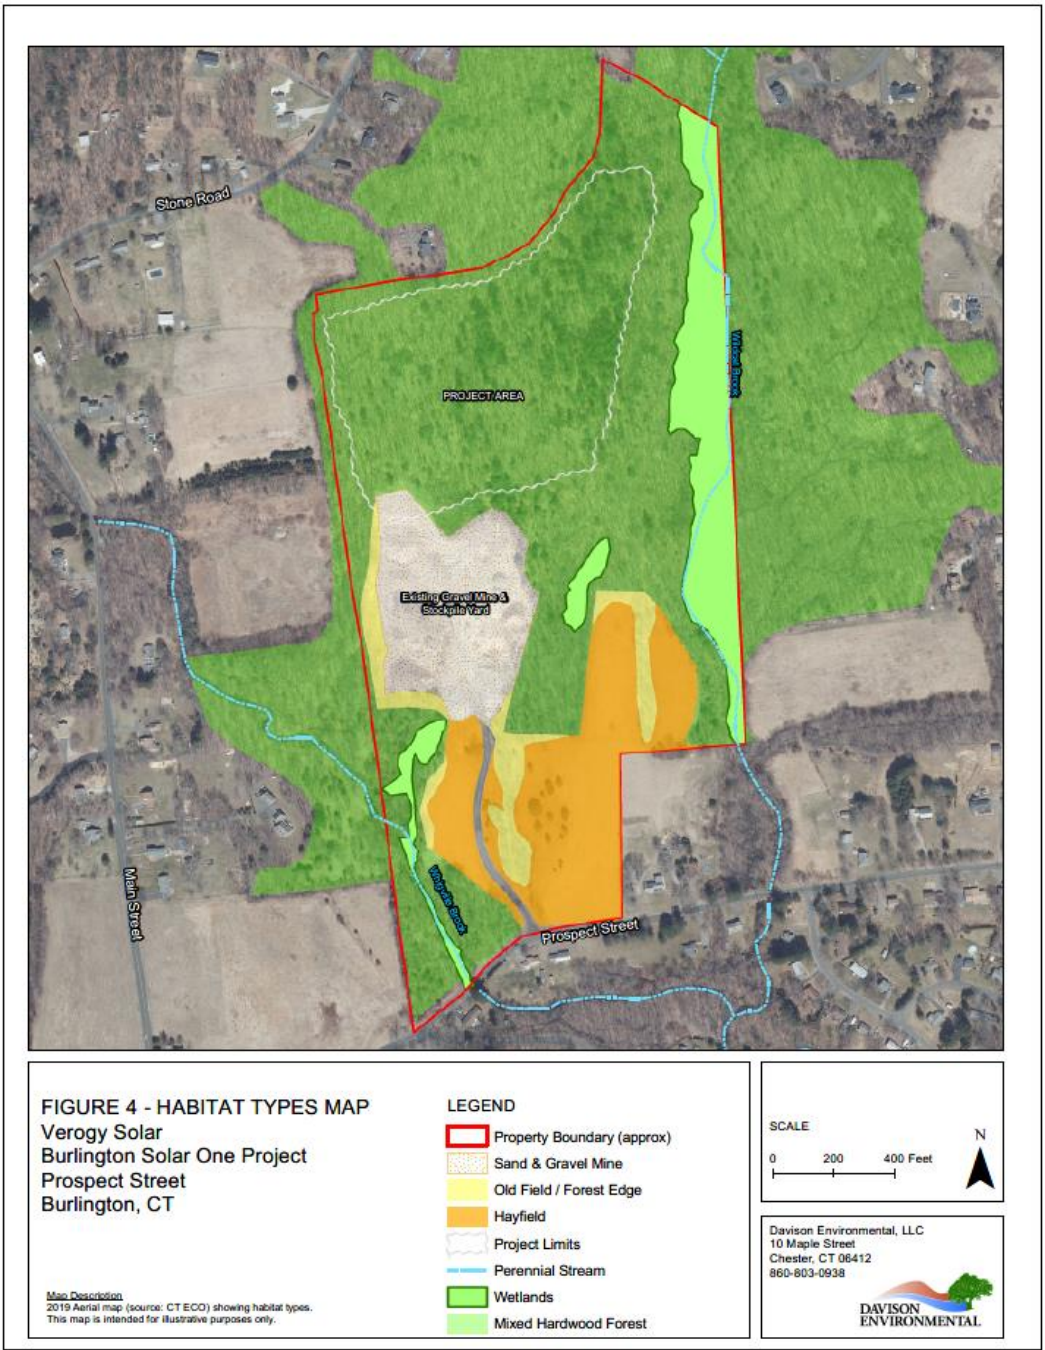 Stone Road
Wildcat Brook
PROJECT AREA
Existing Gravel Mine &
Stockpile Yard
Main Street
Whigville Brook
Prospect Street
FIGURE 4 - HABITAT TYPES MAP
Verogy Solar
Burlington Solar One Project
Prospect Street
Burlington, CT
Map Description
2019 Aerial map (source: CT ECO) showing habitat types.
This map is intended for illustrative purposes only.
LEGEND
Property Boundary (approx)
Sand & Gravel Mine
Old Field / Forest Edge
Hayfield
Project Limits
Perennial Stream
Wetlands
Mixed Hardwood Forest
SCALE
N
0 200 400 Feet
Davison Environmental, LLC
10 Maple Street
Chester, CT 06412
860-803-0938
DAVISON
ENVIRONMENTAL